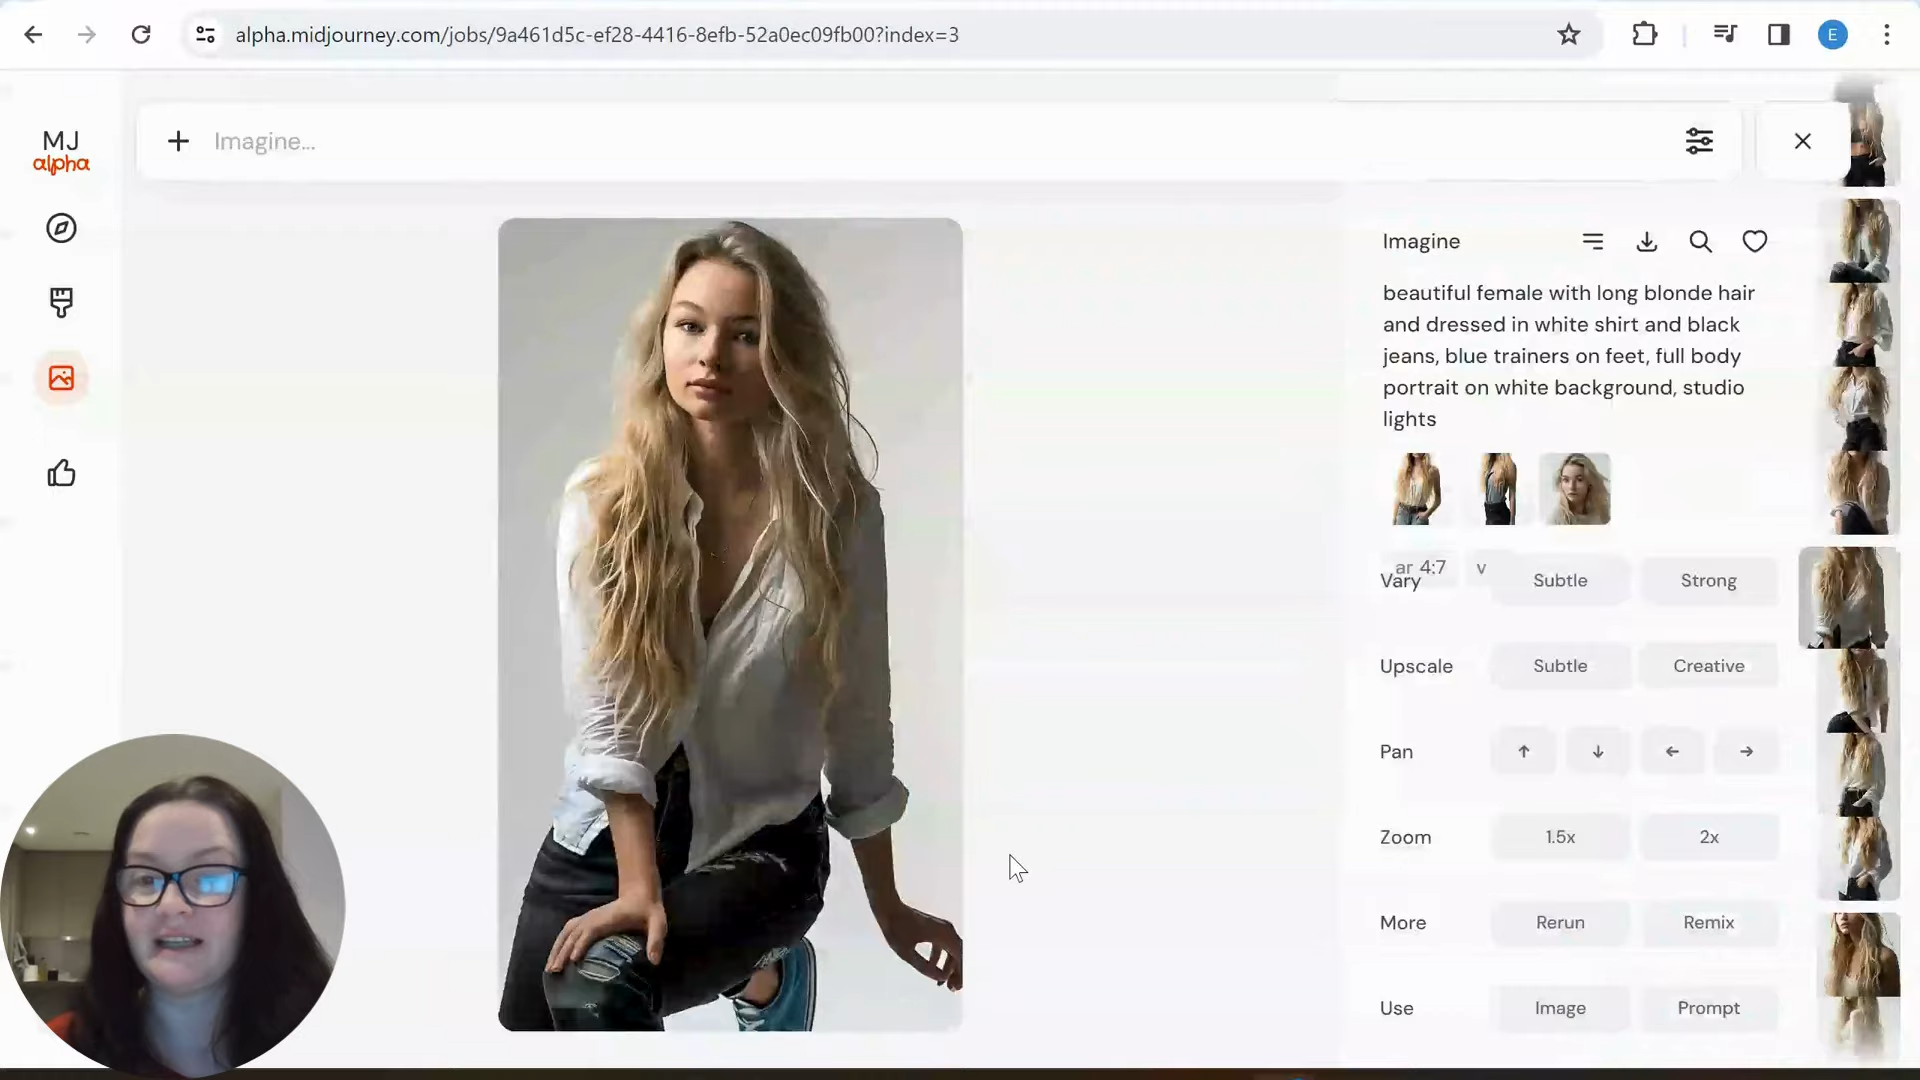 alpha.midjourney.com/jobs/9a461d5c-ef28-4416-8efb-52a0ec09fb00?index=3
E
MJ
alpha
Imagine...
Imagine
beautiful female with long blonde hair
and dressed in white shirt and black
jeans, blue trainers on feet, full body
portrait on white background, studio
lights
ar 4:7 v
Vary Subtle Strong
Upscale Subtle Creative
Pan
Zoom 1.5x 2x
More Rerun Remix
Use Image Prompt